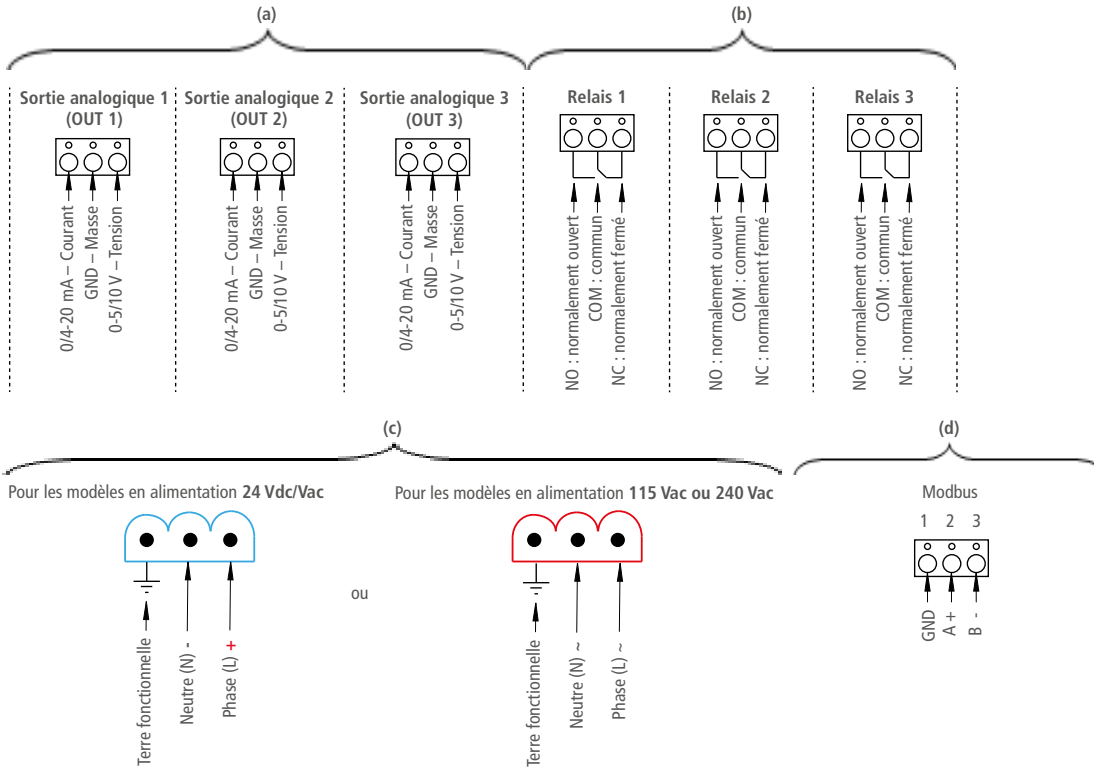 (a)
(b)
Sortie analogique 1
(OUT 1)
Sortie analogique 2
(OUT 2)
Sortie analogique 3
(OUT 3)
Relais 1
Relais 2
Relais 3
0/4-20 mA – Courant
GND – Masse
0-5/10 V – Tension
0/4-20 mA – Courant
GND – Masse
0-5/10 V – Tension
0/4-20 mA – Courant
GND – Masse
0-5/10 V – Tension
NO : normalement ouvert
COM : commun
NC : normalement fermé
NO : normalement ouvert
COM : commun
NC : normalement fermé
NO : normalement ouvert
COM : commun
NC : normalement fermé
(c)
(d)
Pour les modèles en alimentation 24 Vdc/Vac
Terre fonctionnelle
Neutre (N) -
Phase (L) +
ou
Pour les modèles en alimentation 115 Vac ou 240 Vac
Terre fonctionnelle
Neutre (N) ~
Phase (L) ~
Modbus
1 2 3
GND
A +
B -